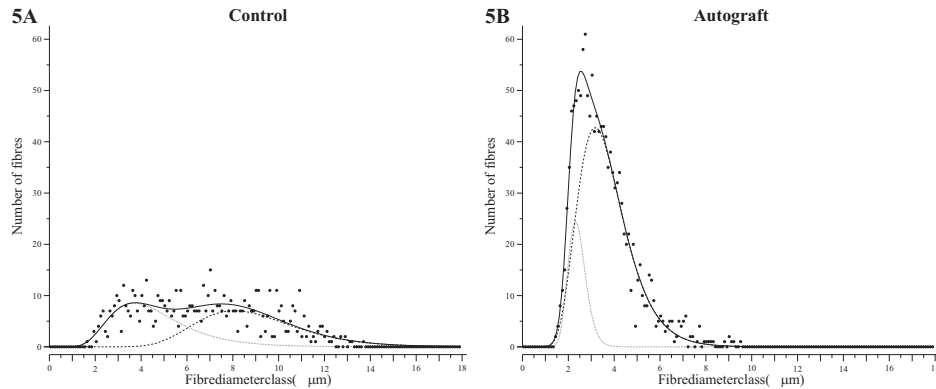 5A
Control
60
50
40
30
20
10
0
Number of fibres
0 2 4 6 8 10 12 14 16 18
Fibrediameterclass( μm)
5B
Autograft
60
50
40
30
20
10
0
Number of fibres
0 2 4 6 8 10 12 14 16 18
Fibrediameterclass( μm)